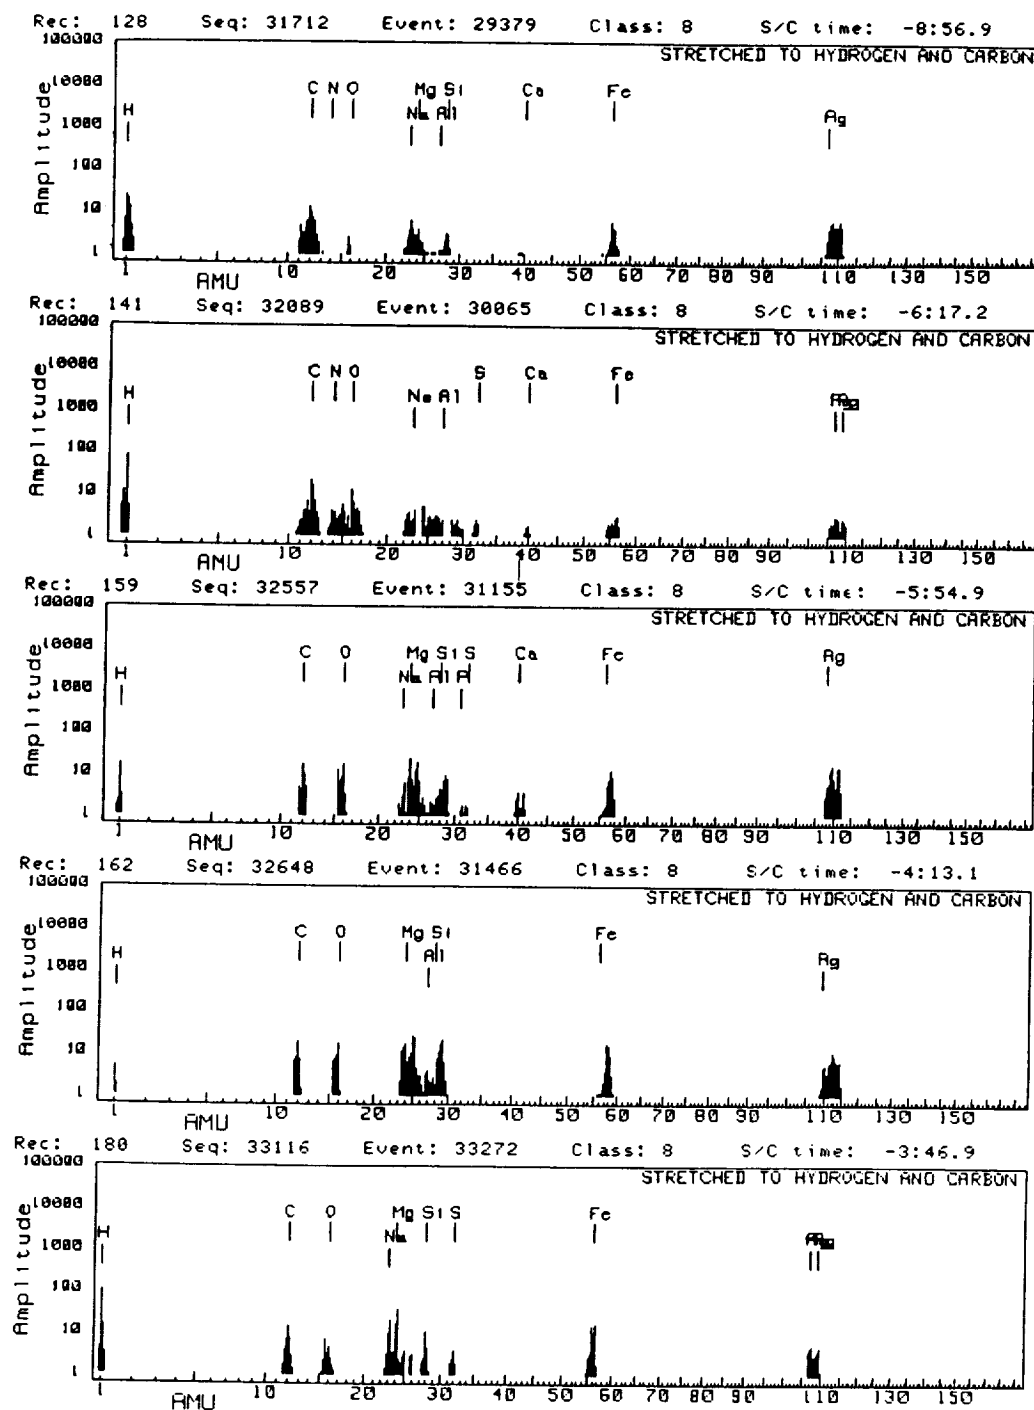 Rec: 128 Seq: 31712 Event: 29379 Class: 8 S/C time: -8:56.9
STRETCHED TO HYDROGEN AND CARBON
100000
10000
1000
100
10
1
Amplitude
H C N O Mg Si Ca Fe Ag
Na Al
1 10 20 30 40 50 60 70 80 90 110 130 150
AMU
Rec: 141 Seq: 32089 Event: 30065 Class: 8 S/C time: -6:17.2
STRETCHED TO HYDROGEN AND CARBON
100000
10000
1000
100
10
1
Amplitude
H C N O S Ca Fe
Na Al
1 10 20 30 40 50 60 70 80 90 110 130 150
AMU
Rec: 159 Seq: 32557 Event: 31155 Class: 8 S/C time: -5:54.9
STRETCHED TO HYDROGEN AND CARBON
100000
10000
1000
100
10
1
Amplitude
H C O Mg Si S Ca Fe Ag
Na Al P
1 10 20 30 40 50 60 70 80 90 110 130 150
AMU
Rec: 162 Seq: 32648 Event: 31466 Class: 8 S/C time: -4:13.1
STRETCHED TO HYDROGEN AND CARBON
100000
10000
1000
100
10
1
Amplitude
H C O Mg Si Fe Ag
Al
1 10 20 30 40 50 60 70 80 90 110 130 150
AMU
Rec: 180 Seq: 33116 Event: 33272 Class: 8 S/C time: -3:46.9
STRETCHED TO HYDROGEN AND CARBON
100000
10000
1000
100
10
1
Amplitude
H C O Mg Si S Fe
Na
1 10 20 30 40 50 60 70 80 90 110 130 150
AMU